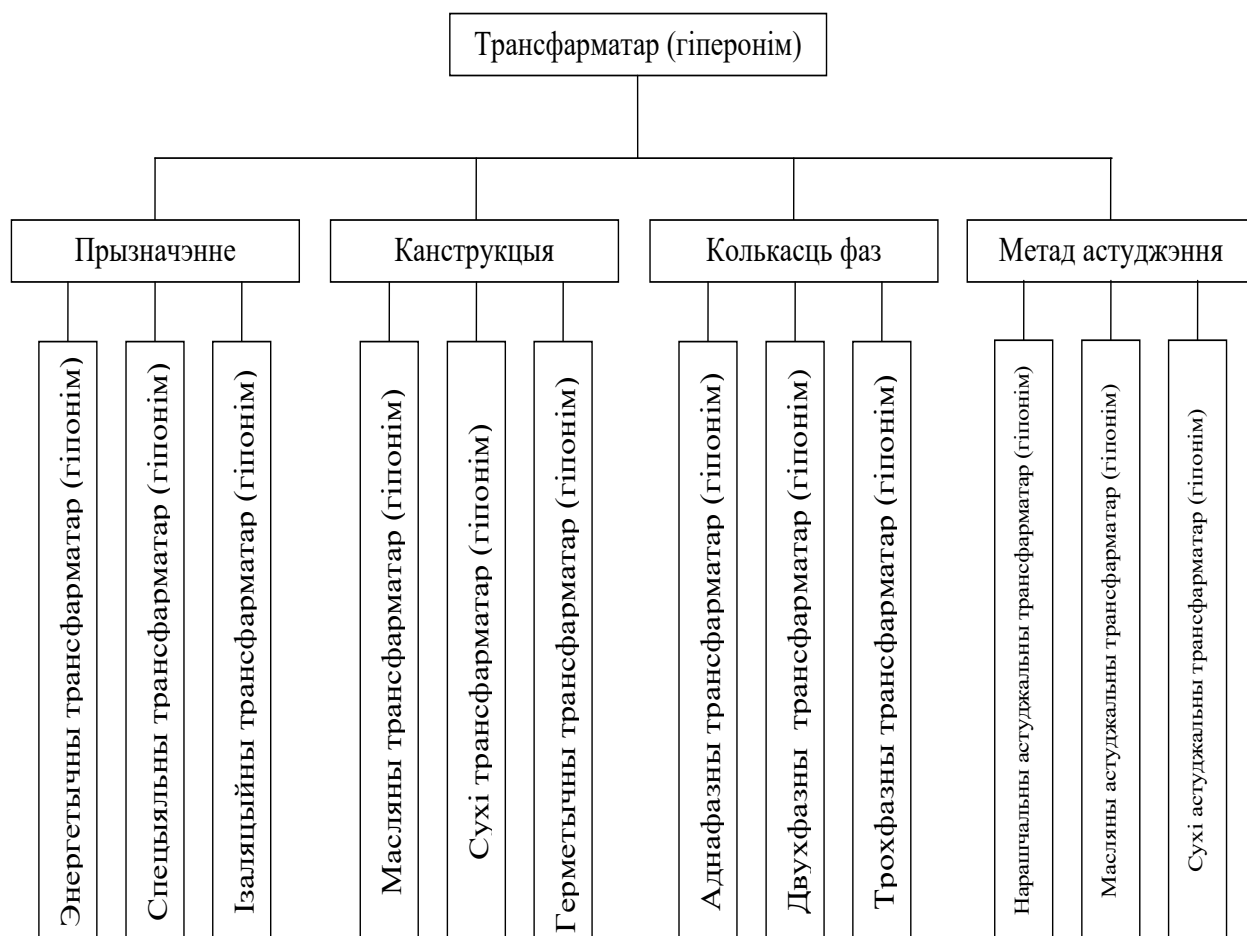 Трансфарматар (гіперонім)
Прызначэнне
Канструкцыя
Колькасць фаз
Метад астуджэння
Энергетычны трансфарматар (гіпонім)
Спецыяльны трансфарматар (гіпонім)
Ізаляцыйны трансфарматар (гіпонім)
Масляны трансфарматар (гіпонім)
Сухі трансфарматар (гіпонім)
Герметычны трансфарматар (гіпонім)
Аднафазны трансфарматар (гіпонім)
Двухфазны трансфарматар (гіпонім)
Трохфазны трансфарматар (гіпонім)
Нарашчальны астуджальны трансфарматар (гіпонім)
Масляны астуджальны трансфарматар (гіпонім)
Сухі астуджальны трансфарматар (гіпонім)